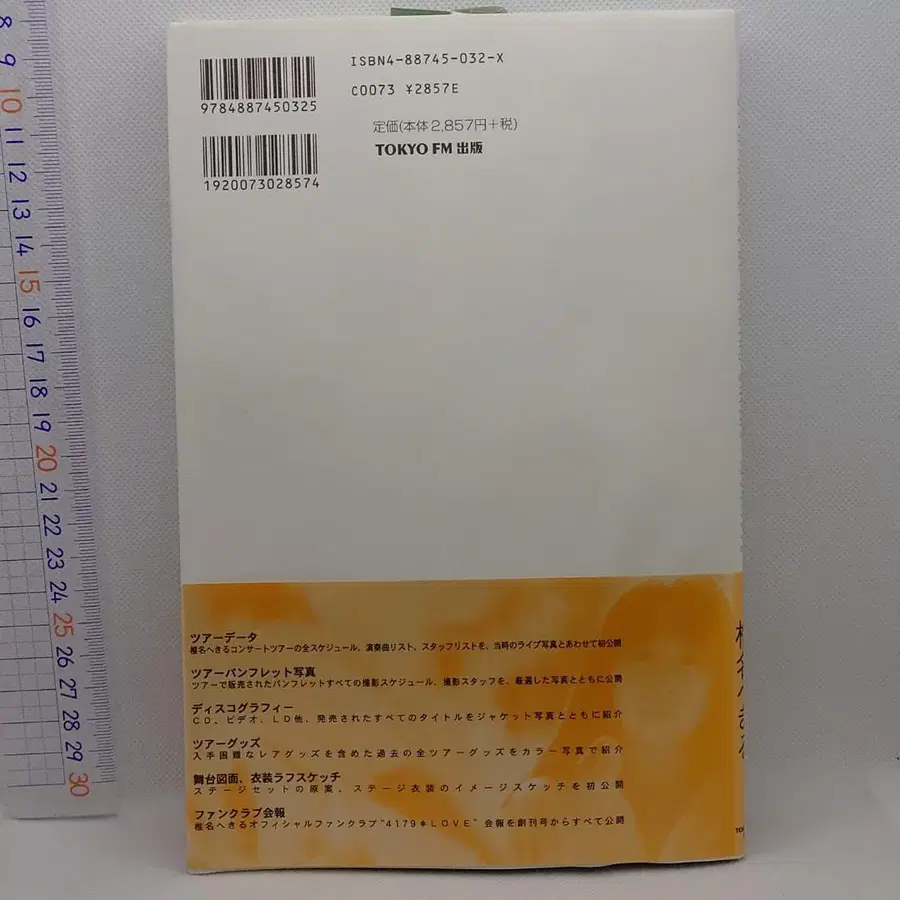 8
9
10
11
12
13
14
15
16
17
18
19
20
21
22
23
24
25
26
27
28
29
30
ISBN4-88745-032-X
C0073 ¥2857E
9784887450325
定価(本体2,857円+税)
TOKYO FM 出版
1920073028574
ツアーデータ
椎名へきるコンサートツアーの全スケジュール、演奏曲リスト、スタッフリストを、当時のライブ写真とあわせて初公開
ツアーパンフレット写真
ツアーで販売されたパンフレットすべての撮影スケジュール、撮影スタッフを、厳選した写真とともに公開
ディスコグラフィー
CD、ビデオ、LD他、発売されたすべてのタイトルをジャケット写真とともに紹介
ツアーグッズ
入手困難なレアグッズを含めた過去の全ツアーグッズをカラー写真で紹介
舞台図面、衣装ラフスケッチ
ステージセットの原案、ステージ衣装のイメージスケッチを初公開
ファンクラブ会報
椎名へきるオフィシャルファンクラブ"4179＊LOVE"会報を創刊号からすべて公開